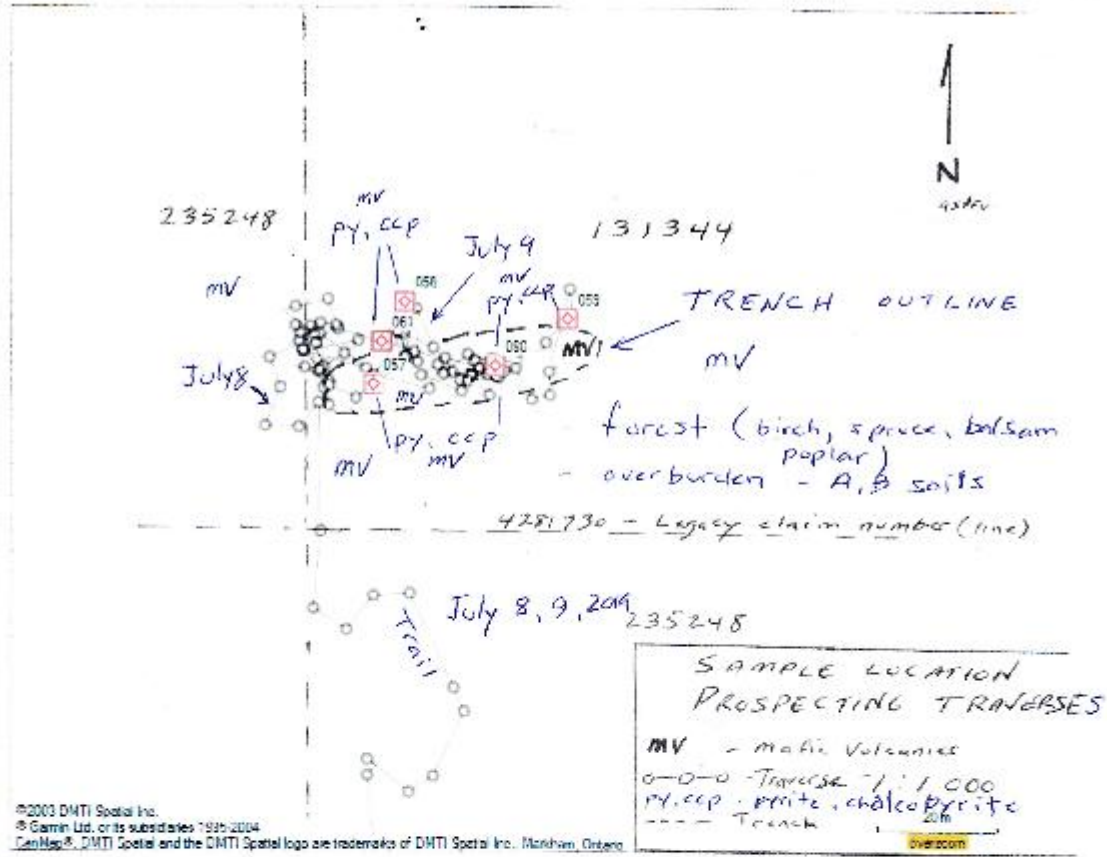 N
235248
mv
py, ccp
131344
July 9
mv
mv
py, ccp
056
059
TRENCH OUTLINE
061
060
MV
mv
057
July 8
mv
py, ccp
mv
mv
forest (birch, spruce, balsam
poplar)
- overburden - A, B soils
4281730 - Legacy claim number (line)
July 8, 9, 2019
235248
Trail
SAMPLE LOCATION
PROSPECTING TRAVERSES
MV - Mafic Volcanics
o-o-o - Traverse 1:1000
py, ccp - pyrite, chalcopyrite
---- Trench
20m
overzoom
©2003 DMTI Spatial Inc.
© Garmin Ltd. or its subsidiaries 1995-2004
CanMap®, DMTI Spatial and the DMTI Spatial logo are trademarks of DMTI Spatial Inc., Markham, Ontario